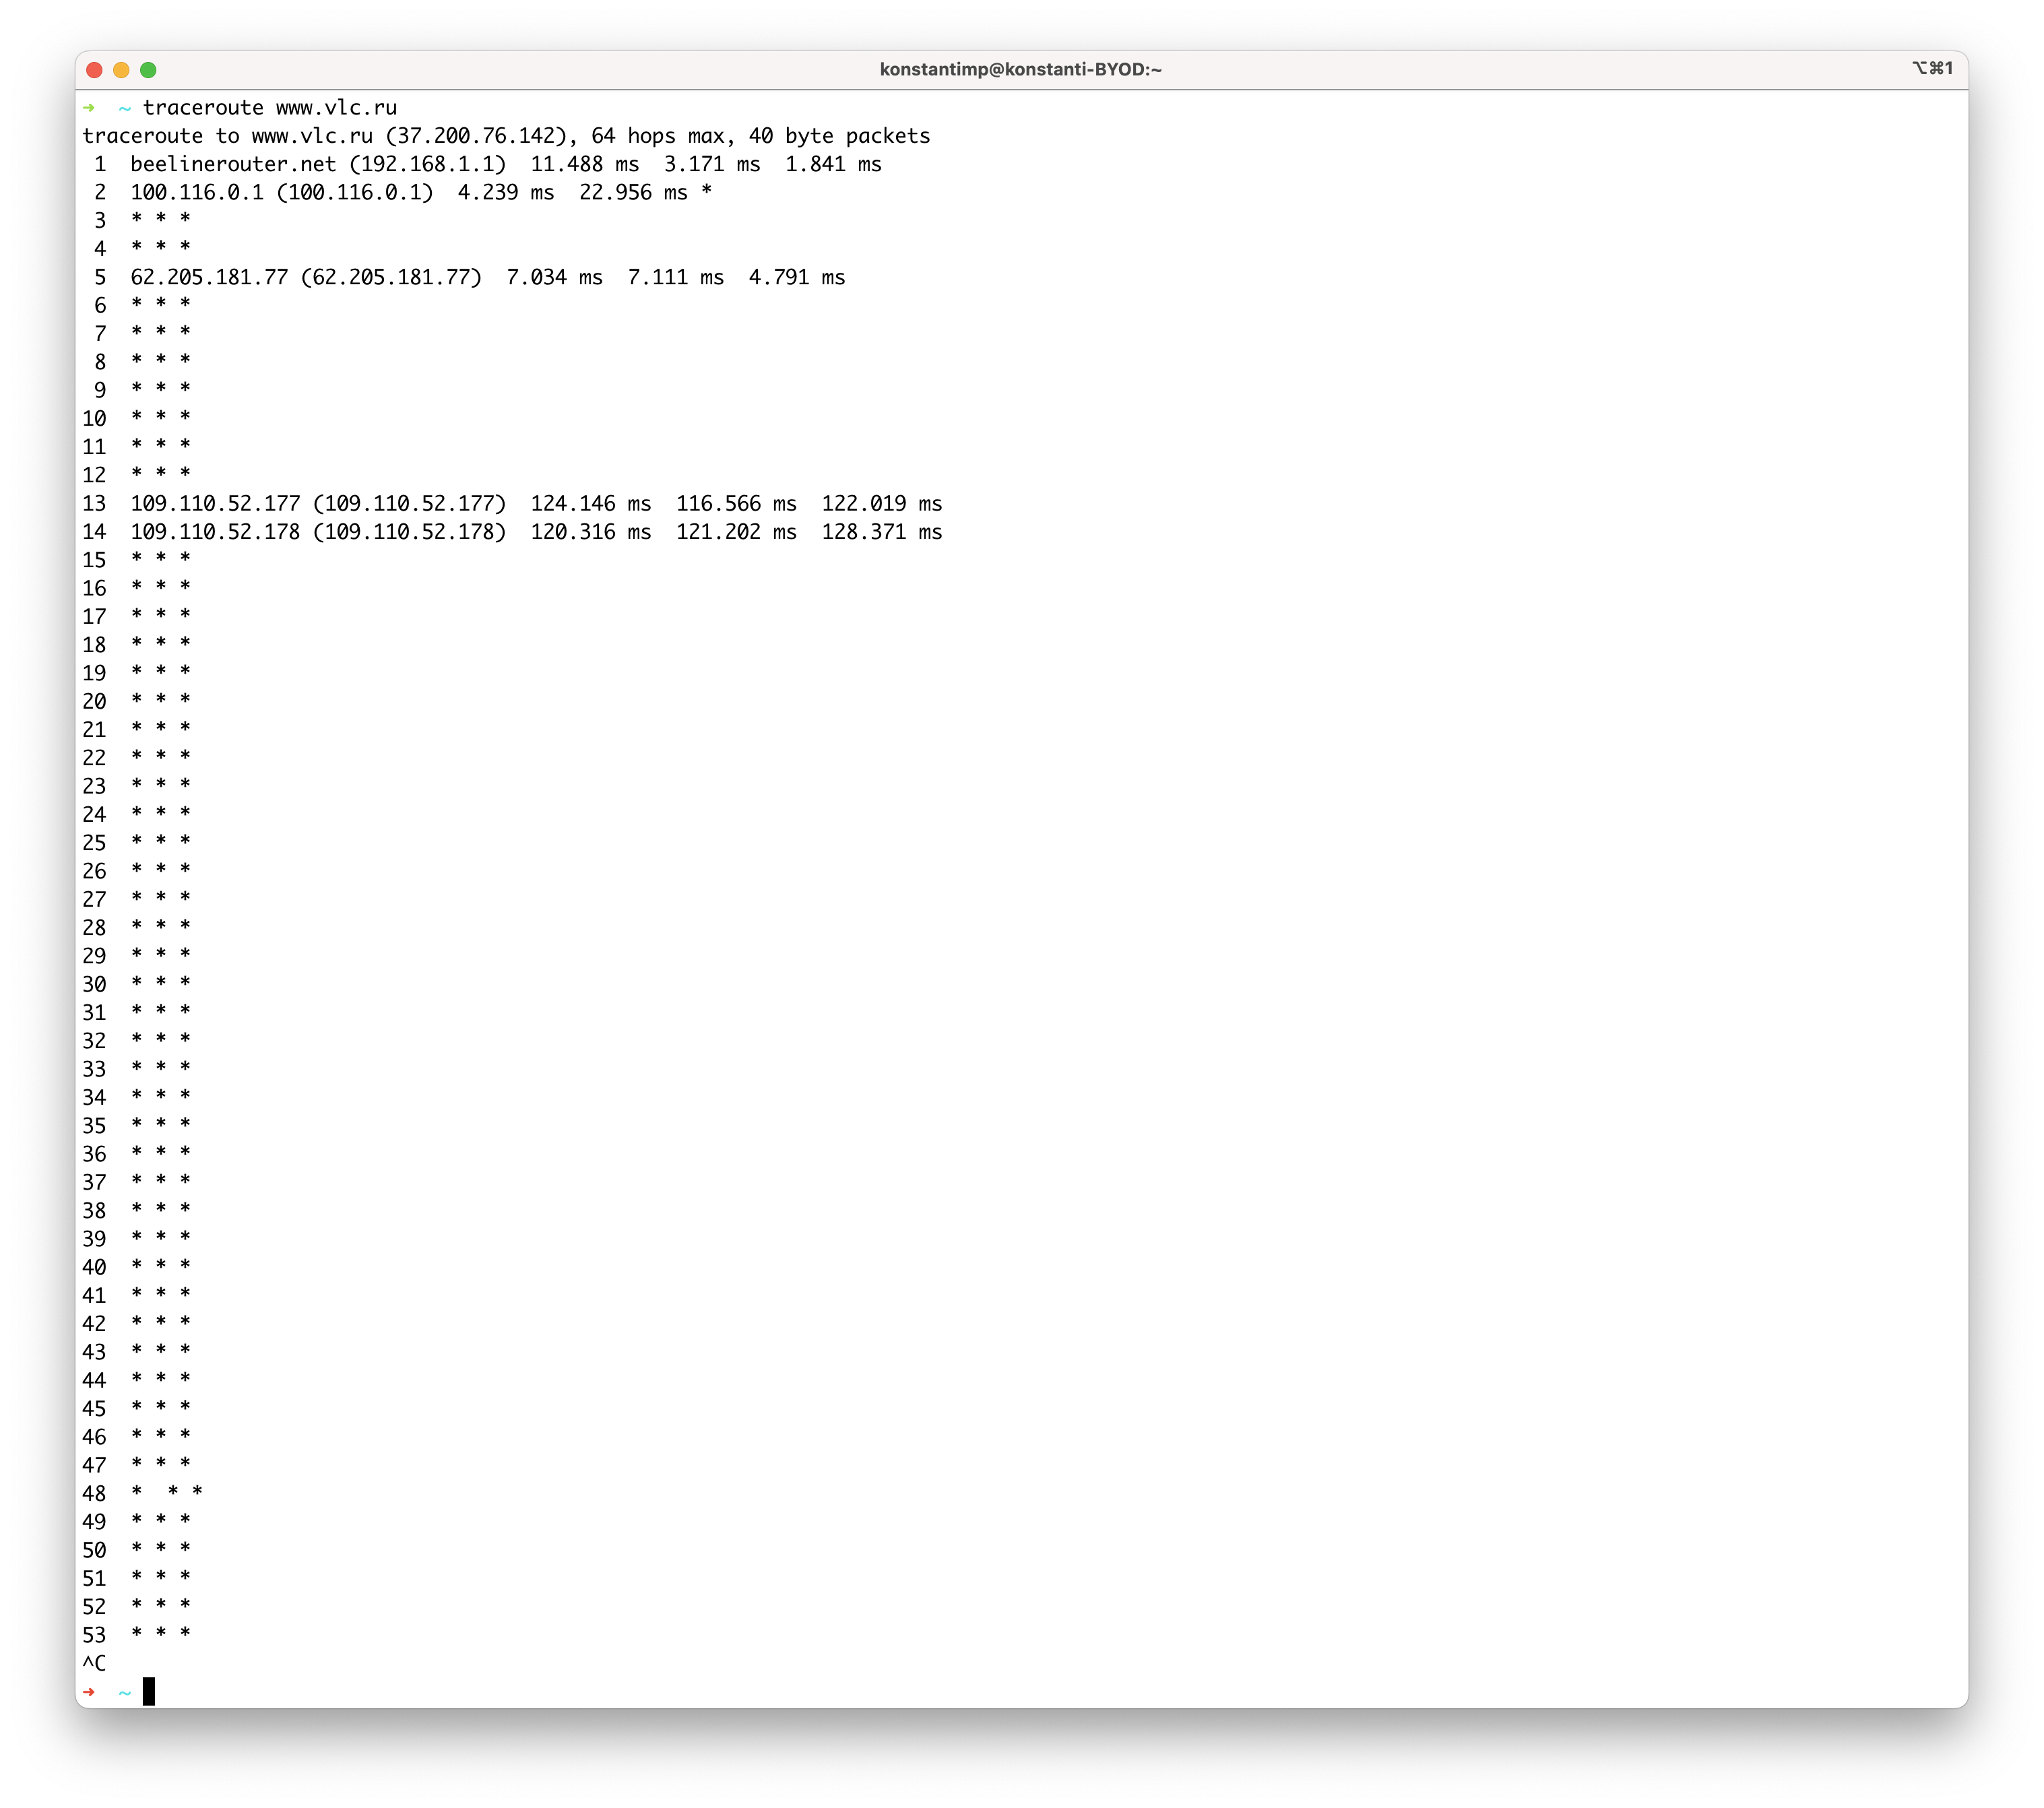 konstantimp@konstanti-BYOD:~ ⌥⌘1
➜ ~ traceroute www.vlc.ru
traceroute to www.vlc.ru (37.200.76.142), 64 hops max, 40 byte packets
 1  beelinerouter.net (192.168.1.1)  11.488 ms  3.171 ms  1.841 ms
 2  100.116.0.1 (100.116.0.1)  4.239 ms  22.956 ms *
 3  * * *
 4  * * *
 5  62.205.181.77 (62.205.181.77)  7.034 ms  7.111 ms  4.791 ms
 6  * * *
 7  * * *
 8  * * *
 9  * * *
10  * * *
11  * * *
12  * * *
13  109.110.52.177 (109.110.52.177)  124.146 ms  116.566 ms  122.019 ms
14  109.110.52.178 (109.110.52.178)  120.316 ms  121.202 ms  128.371 ms
15  * * *
16  * * *
17  * * *
18  * * *
19  * * *
20  * * *
21  * * *
22  * * *
23  * * *
24  * * *
25  * * *
26  * * *
27  * * *
28  * * *
29  * * *
30  * * *
31  * * *
32  * * *
33  * * *
34  * * *
35  * * *
36  * * *
37  * * *
38  * * *
39  * * *
40  * * *
41  * * *
42  * * *
43  * * *
44  * * *
45  * * *
46  * * *
47  * * *
48  *  * *
49  * * *
50  * * *
51  * * *
52  * * *
53  * * *
^C
➜ ~